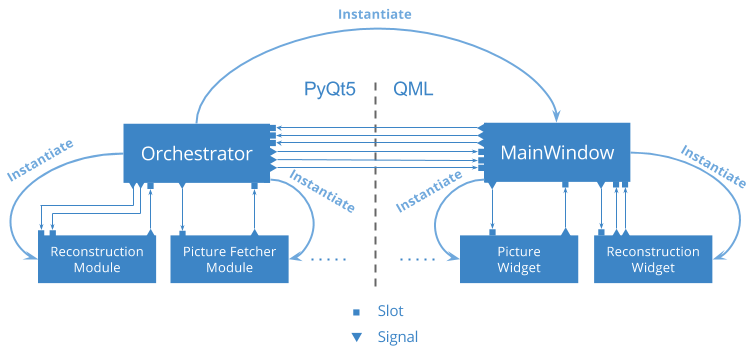 Instantiate
PyQt5
QML
Orchestrator
MainWindow
Instantiate
Instantiate
Instantiate
Instantiate
Reconstruction
Module
Picture Fetcher
Module
.....
.....
Picture
Widget
Reconstruction
Widget
Slot
Signal